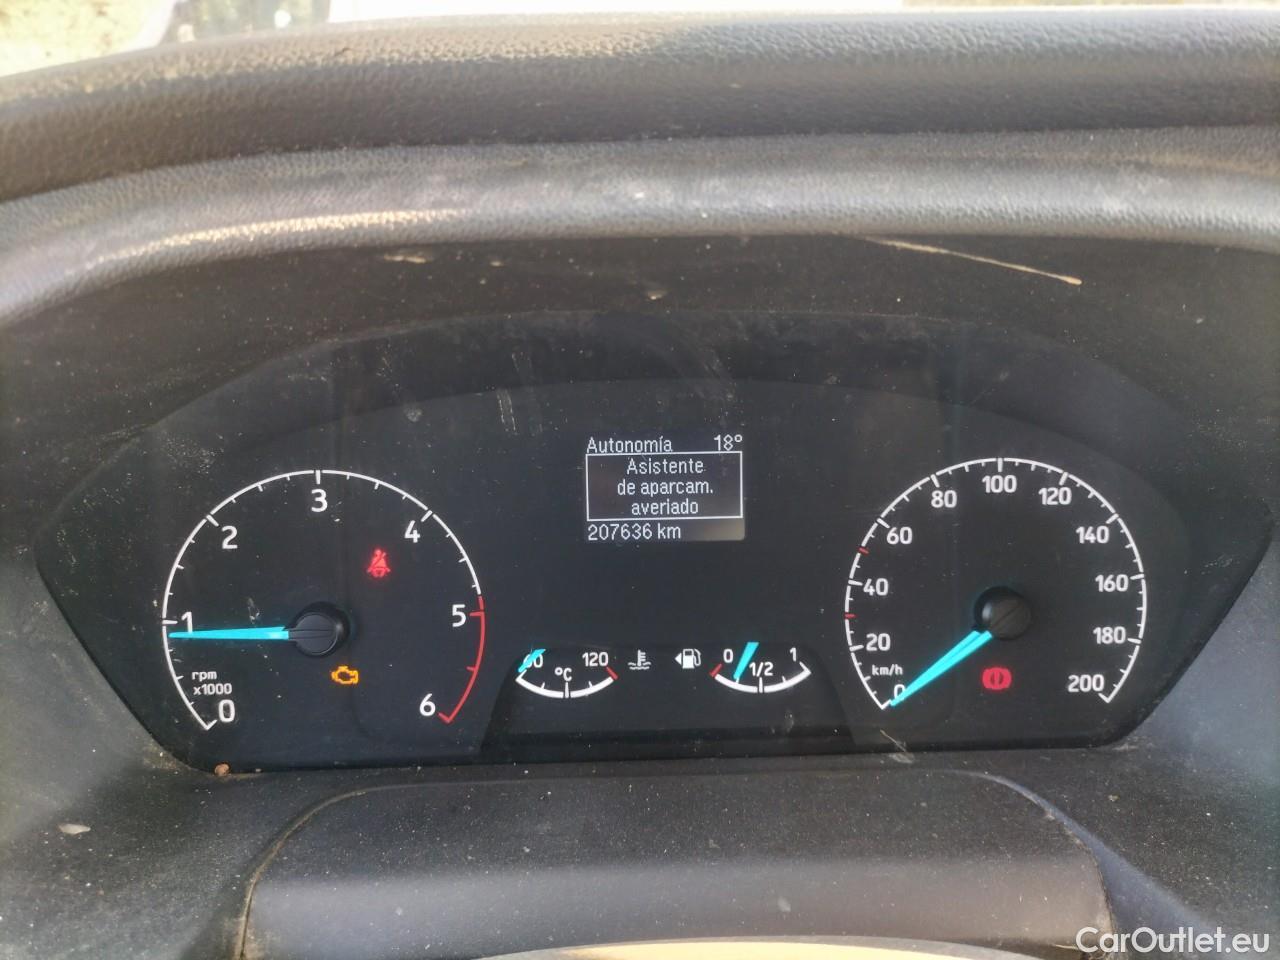 Autonomía 18°
Asistente
de aparcam.
averiado
207636 km
0 1 2 3 4 5 6
rpm
x1000
120
°C
0 1/2 1
0 20 40 60 80 100 120 140 160 180 200
km/h
CarOutlet.eu